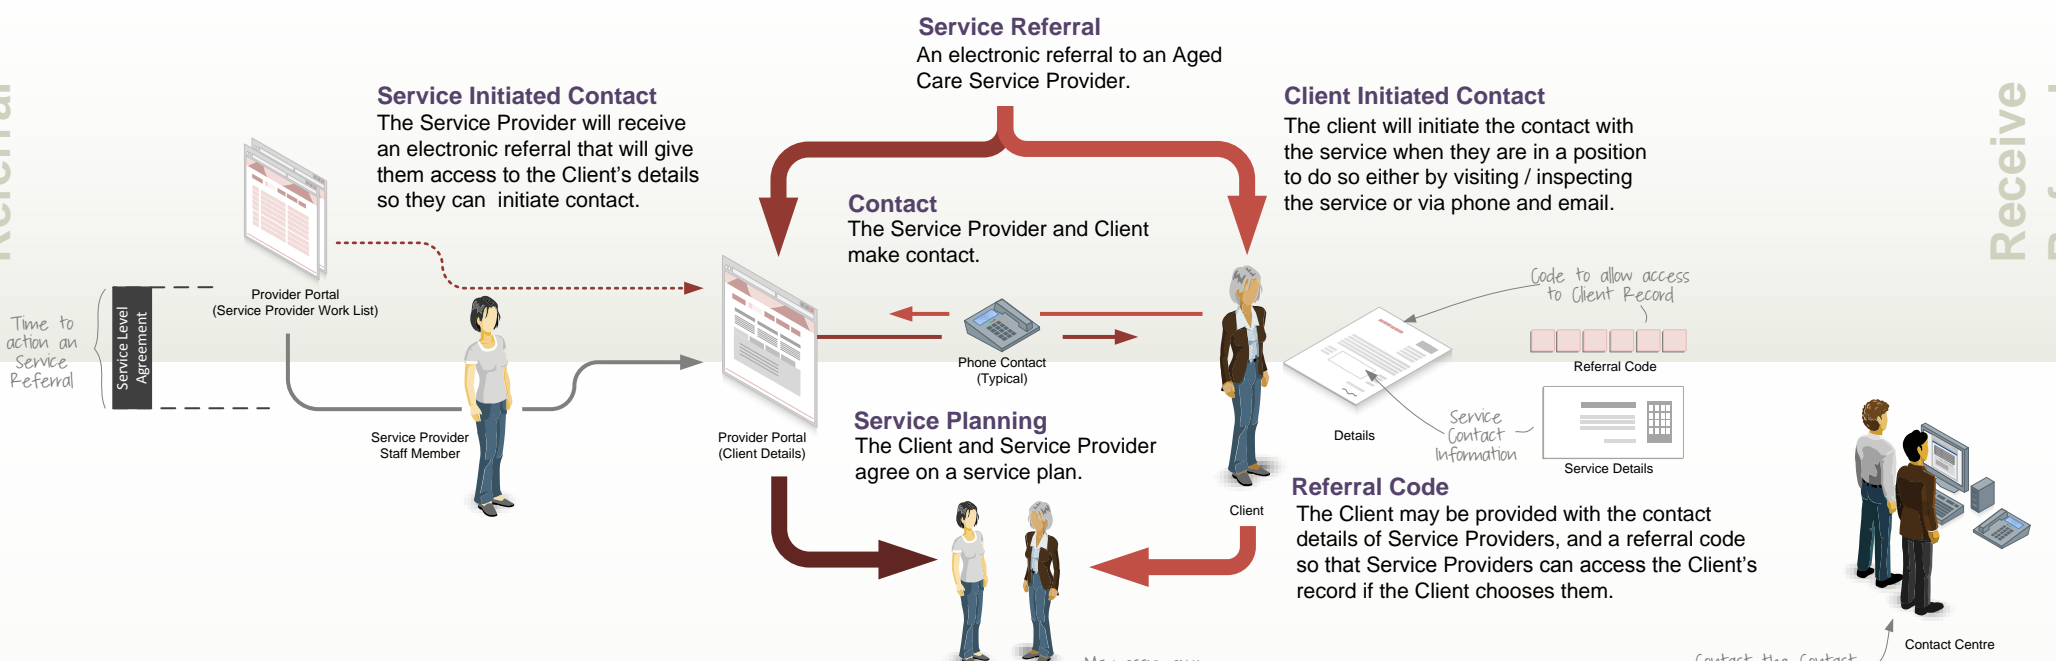 Service Referral
An electronic referral to an Aged
Care Service Provider.
Service Initiated Contact
The Service Provider will receive
an electronic referral that will give
them access to the Client's details
so they can  initiate contact.
Client Initiated Contact
The client will initiate the contact with
the service when they are in a position
to do so either by visiting / inspecting
the service or via phone and email.
Receive
Contact
The Service Provider and Client
make contact.
Provider Portal
(Service Provider Work List)
Time to
action an
Service
Referral
Service Level
Agreement
Phone Contact
(Typical)
Code to allow access
to Client Record
Referral Code
Service
Contact
Information
Details
Service Details
Service Provider
Staff Member
Provider Portal
(Client Details)
Service Planning
The Client and Service Provider
agree on a service plan.
Client
Referral Code
The Client may be provided with the contact
details of Service Providers, and a referral code
so that Service Providers can access the Client's
record if the Client chooses them.
Contact Centre
Contact the Contact